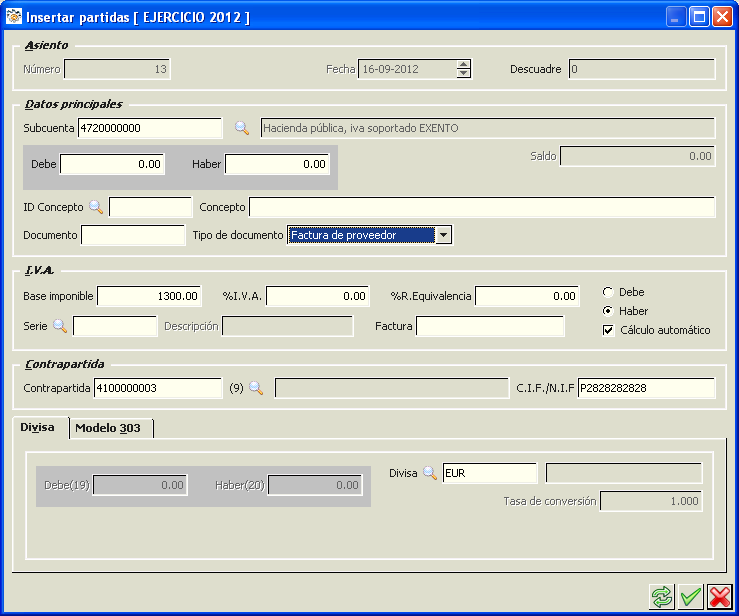 Insertar partidas [ EJERCICIO 2012 ]
Asiento
Número 13 Fecha 16-09-2012 Descuadre 0
Datos principales
Subcuenta 4720000000 Hacienda pública, iva soportado EXENTO
Debe 0.00 Haber 0.00 Saldo 0.00
ID Concepto Concepto
Documento Tipo de documento Factura de proveedor
I.V.A.
Base imponible 1300.00 %I.V.A. 0.00 %R.Equivalencia 0.00 Debe
Haber
Serie Descripción Factura Cálculo automático
Contrapartida
Contrapartida 4100000003 (9) C.I.F./N.I.F P2828282828
Divisa Modelo 303
Debe(19) 0.00 Haber(20) 0.00 Divisa EUR
Tasa de conversión 1.000